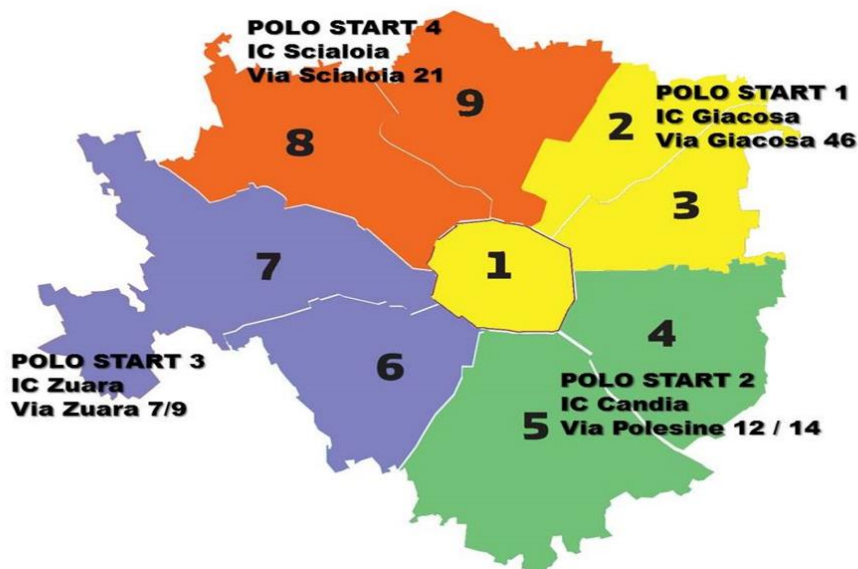 POLO START 4
IC Scialoia
Via Scialoia 21
9
8
2
POLO START 1
IC Giacosa
Via Giacosa 46
3
7
1
4
POLO START 3
IC Zuara
Via Zuara 7/9
6
5
POLO START 2
IC Candia
Via Polesine 12 / 14